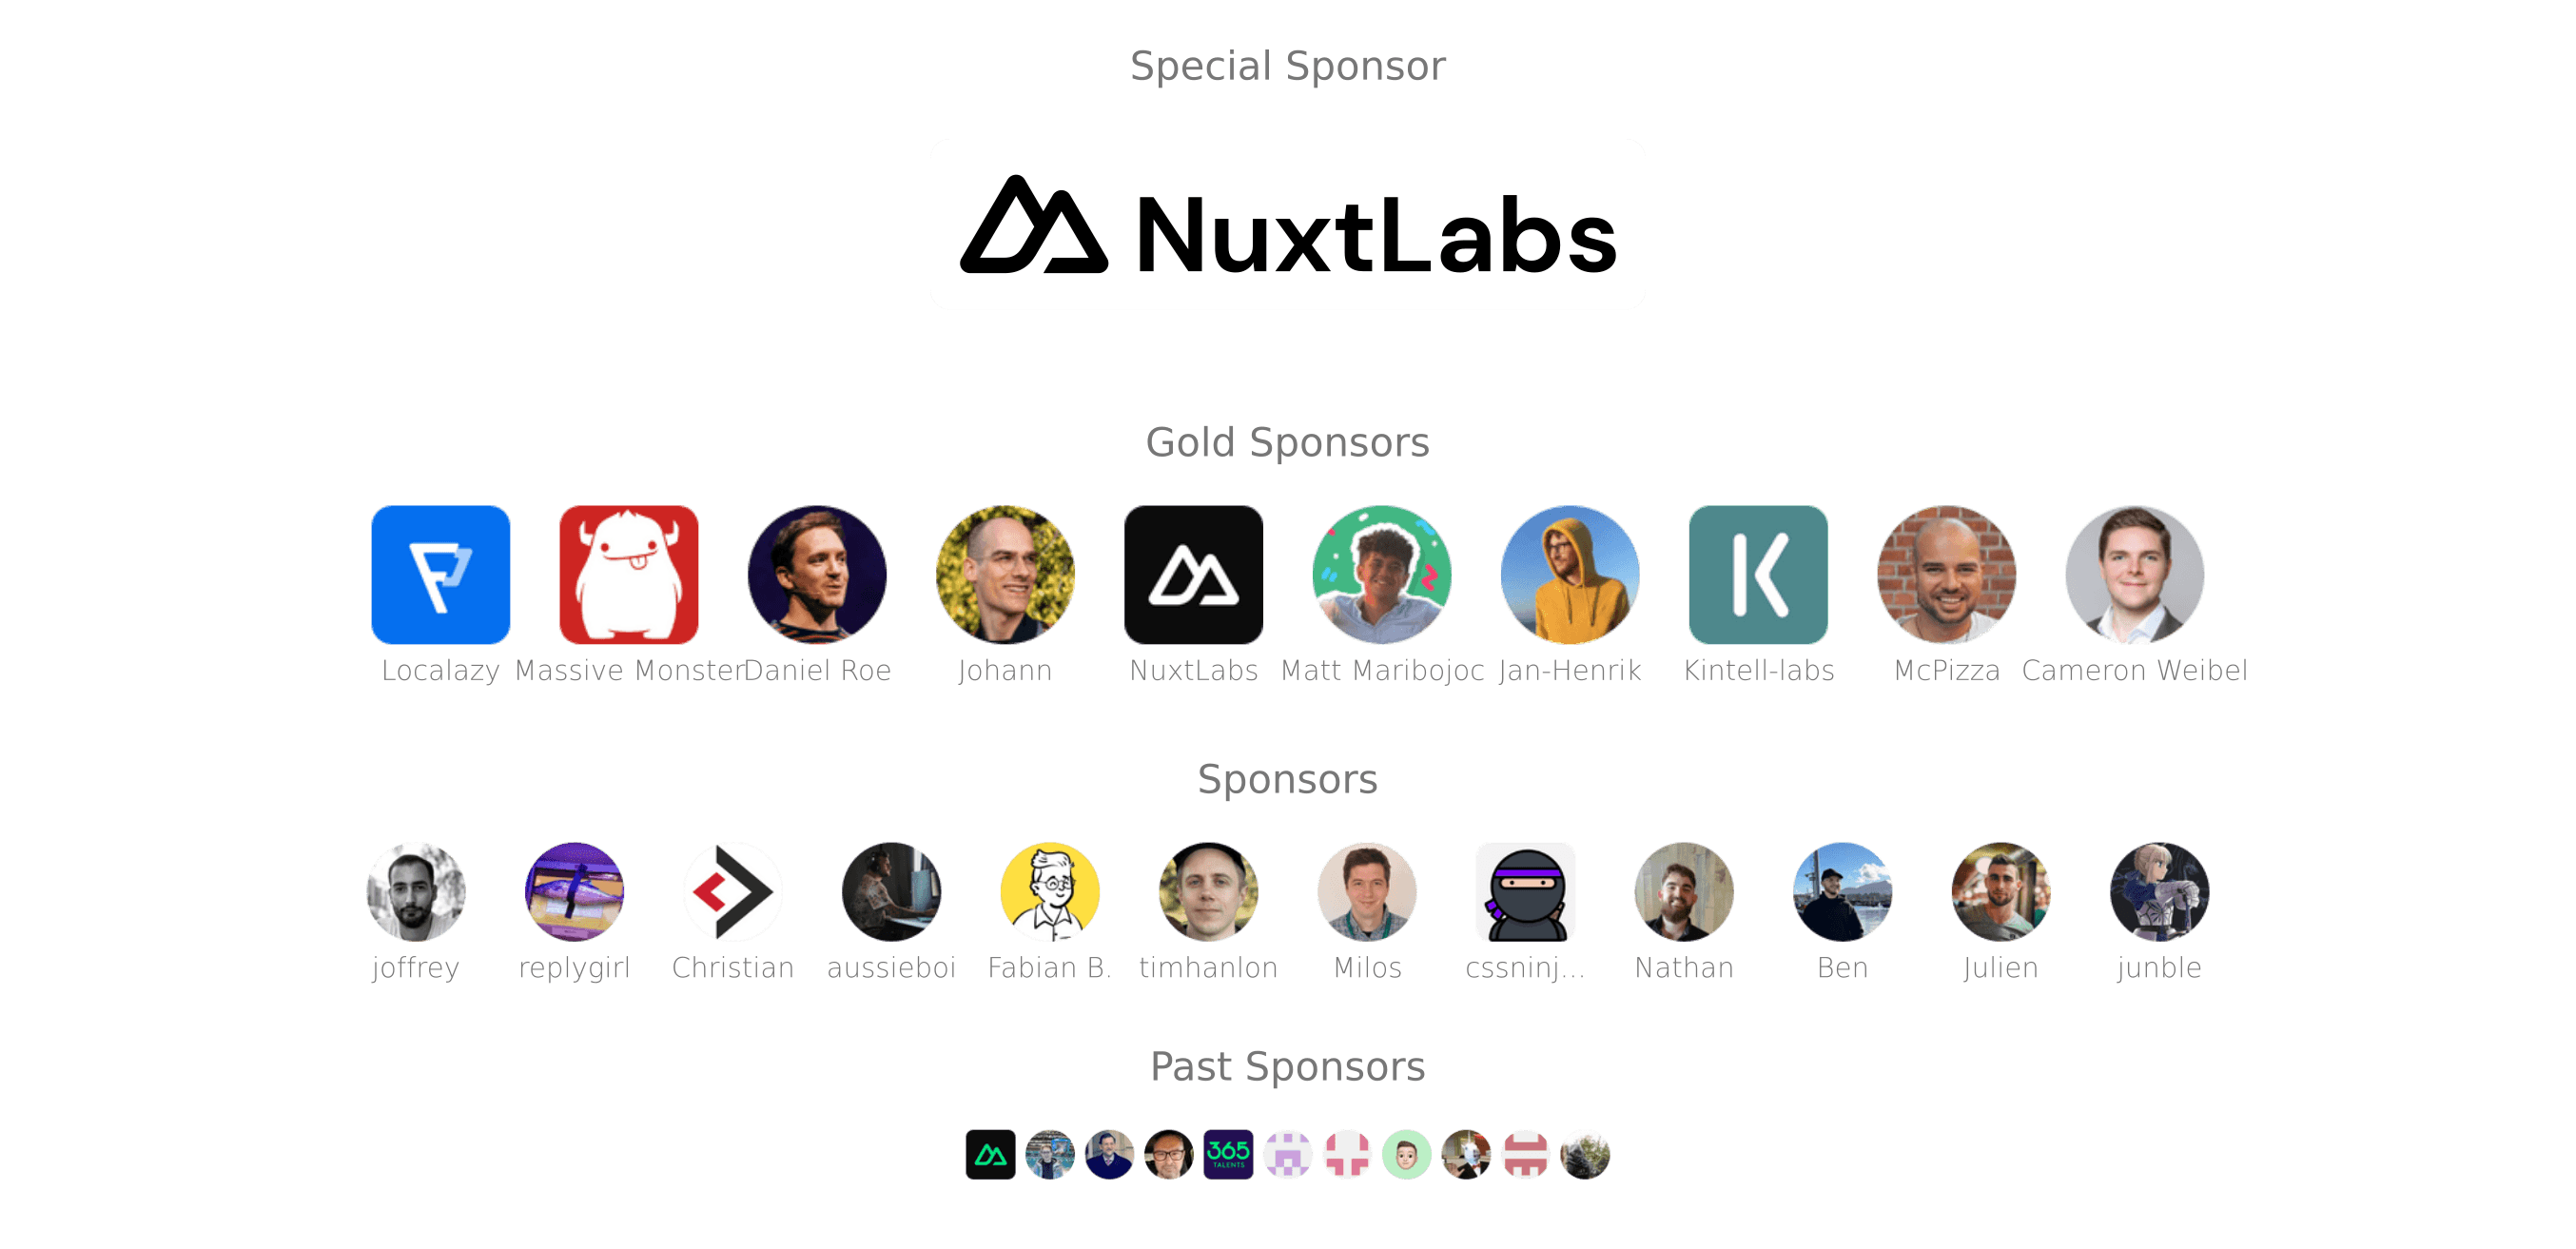 Special Sponsor
NuxtLabs
Gold Sponsors
Localazy Massive Monster Daniel Roe Johann NuxtLabs Matt Maribojoc Jan-Henrik Kintell-labs McPizza Cameron Weibel
Sponsors
joffrey replygirl Christian aussieboi Fabian B. timhanlon Milos cssninj... Nathan Ben Julien junble
Past Sponsors
365
TALENTS